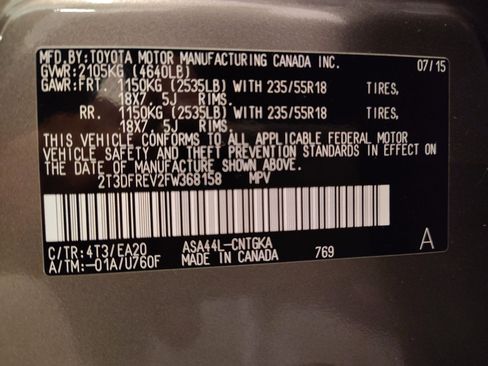 MFD.BY:TOYOTA MOTOR MANUFACTURING CANADA INC.
GVWR:2105KG (4640LB) 07/15
GAWR:FRT. 1150KG (2535LB) WITH 235/55R18 TIRES,
18X7.5J RIMS.
RR. 1150KG (2535LB) WITH 235/55R18 TIRES,
18X7.5J RIMS.
THIS VEHICLE CONFORMS TO ALL APPLICABLE FEDERAL MOTOR
VEHICLE SAFETY AND THEFT PREVENTION STANDARDS IN EFFECT ON
THE DATE OF MANUFACTURE SHOWN ABOVE.
2T3DFREV2FW368158 MPV
C/TR:4T3/EA20 ASA44L-CNTGKA
A/TM:-01A/U760F MADE IN CANADA 769 A